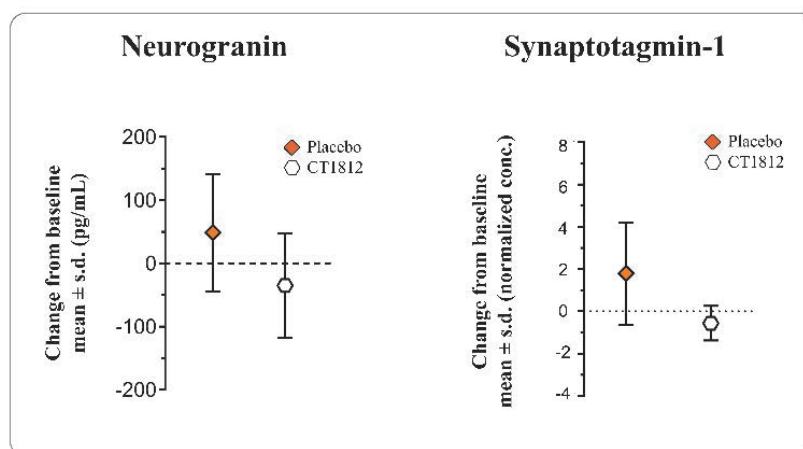 Neurogranin
Placebo
CT1812
Change from baseline
mean ± s.d. (pg/mL)
200
100
0
-100
-200
Synaptotagmin-1
Placebo
CT1812
Change from baseline
mean ± s.d. (normalized conc.)
8
6
4
2
0
-2
-4